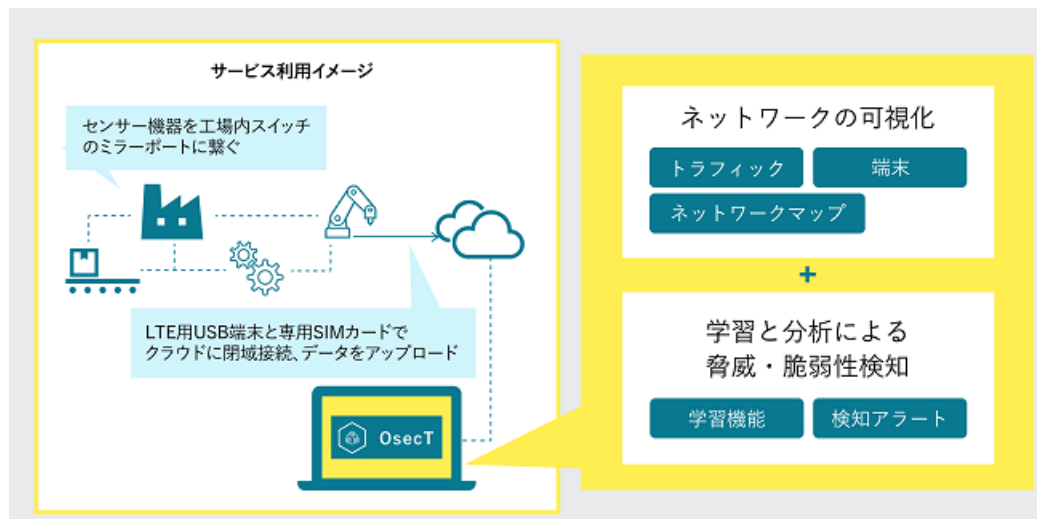 サービス利用イメージ
センサー機器を工場内スイッチ
のミラーポートに繋ぐ
LTE用USB端末と専用SIMカードで
クラウドに閉域接続、データをアップロード
OsecT
ネットワークの可視化
トラフィック
端末
ネットワークマップ
+
学習と分析による
脅威・脆弱性検知
学習機能
検知アラート